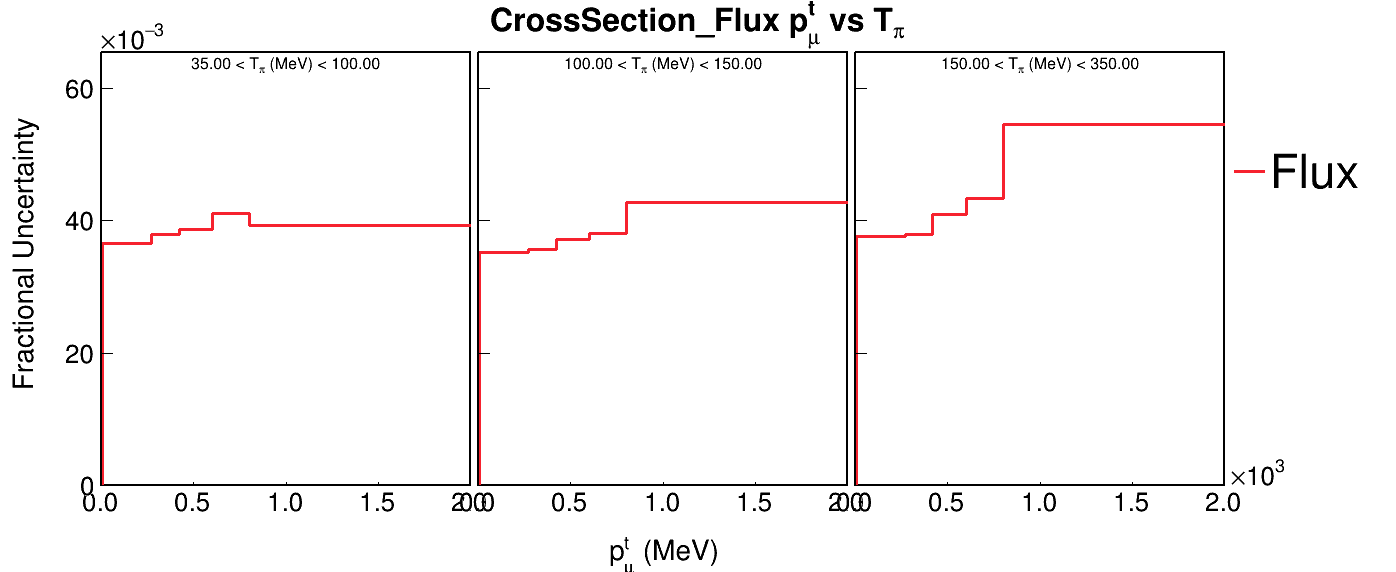 CrossSection_Flux p^t_μ vs T_π
×10^−3
35.00 < T_π (MeV) < 100.00
100.00 < T_π (MeV) < 150.00
150.00 < T_π (MeV) < 350.00
60
40
20
0
Fractional Uncertainty
Flux
0.0 0.5 1.0 1.5 2.0
0.0 0.5 1.0 1.5 2.0
0.0 0.5 1.0 1.5 2.0
×10^3
p^t_μ (MeV)